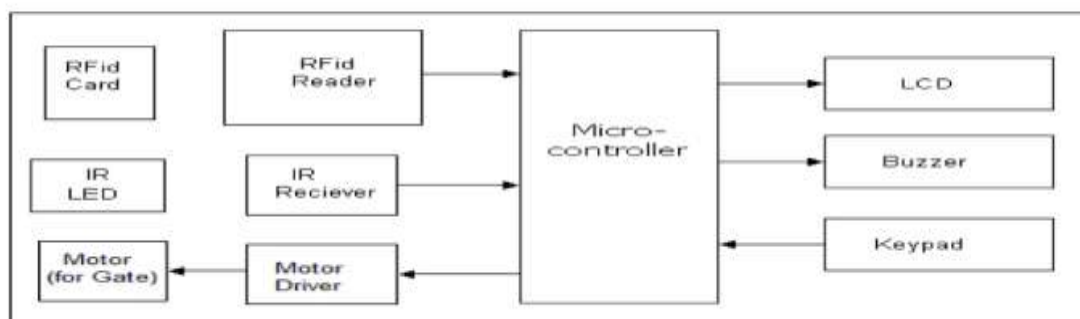 RFid
Card
RFid
Reader
Micro-
controller
LCD
Buzzer
Keypad
IR
LED
IR
Reciever
Motor
(for Gate)
Motor
Driver